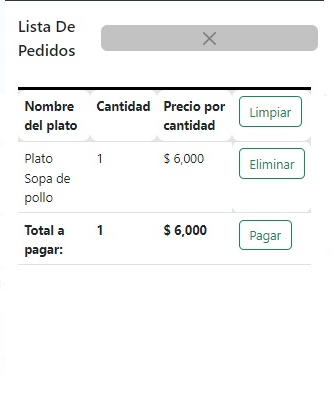 Lista De
Pedidos
Nombre
del plato
Cantidad
Precio por
cantidad
Limpiar
Plato
Sopa de
pollo
1
$ 6,000
Eliminar
Total a
pagar:
1
$ 6,000
Pagar